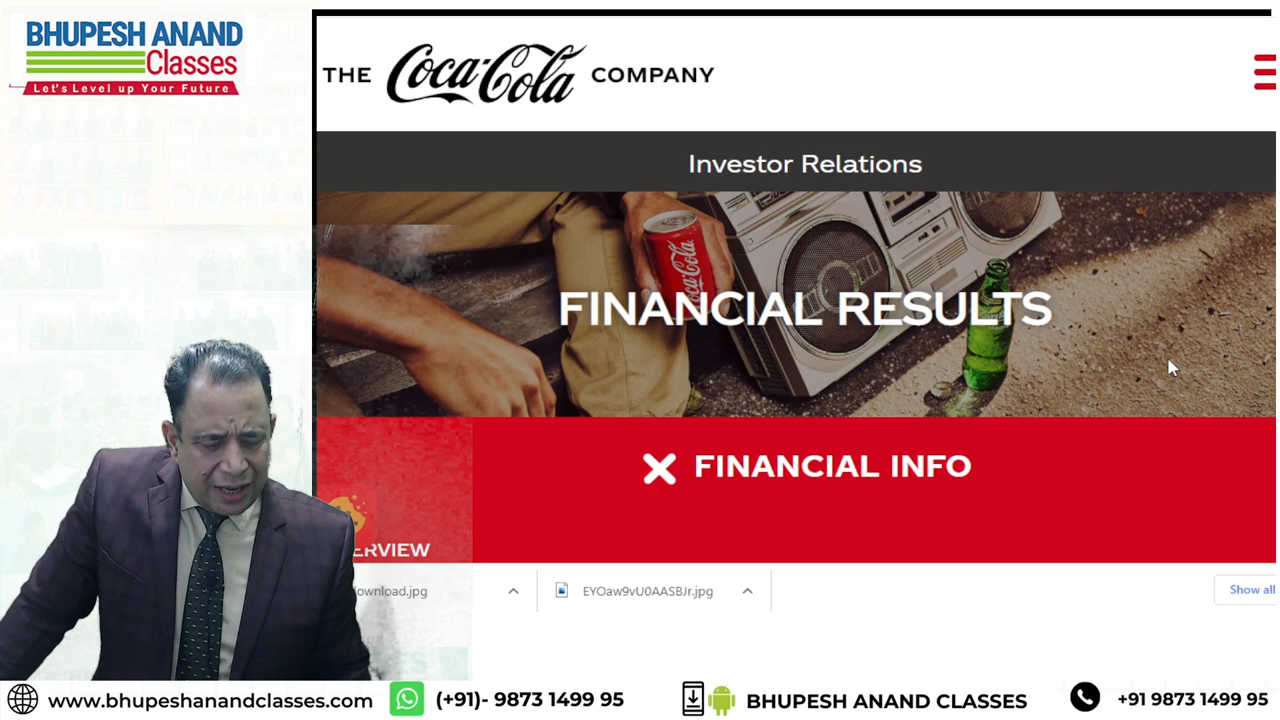 BHUPESH ANAND
Classes
Let's Level up Your Future
THE Coca-Cola COMPANY
Investor Relations
Coca-Cola
FINANCIAL RESULTS
FINANCIAL INFO
ERVIEW
ownload.jpg
EYOaw9vU0AASBJr.jpg
Show all
www.bhupeshanandclasses.com
(+91)- 9873 1499 95
BHUPESH ANAND CLASSES
+91 9873 1499 95